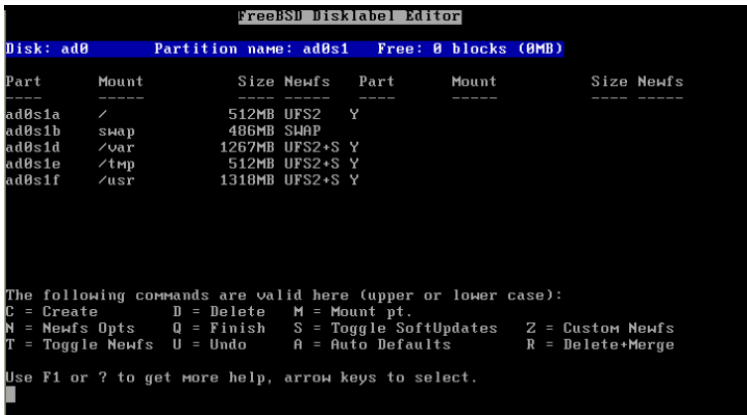 FreeBSD Disklabel Editor
Disk: ad0 Partition name: ad0s1 Free: 0 blocks (0MB)
Part Mount Size Newfs Part Mount Size Newfs
---- ----- ---- ----- ---- ----- ---- -----
ad0s1a / 512MB UFS2 Y
ad0s1b swap 486MB SWAP
ad0s1d /var 1267MB UFS2+S Y
ad0s1e /tmp 512MB UFS2+S Y
ad0s1f /usr 1318MB UFS2+S Y
The following commands are valid here (upper or lower case):
C = Create D = Delete M = Mount pt.
N = Newfs Opts Q = Finish S = Toggle SoftUpdates Z = Custom Newfs
T = Toggle Newfs U = Undo A = Auto Defaults R = Delete+Merge
Use F1 or ? to get more help, arrow keys to select.